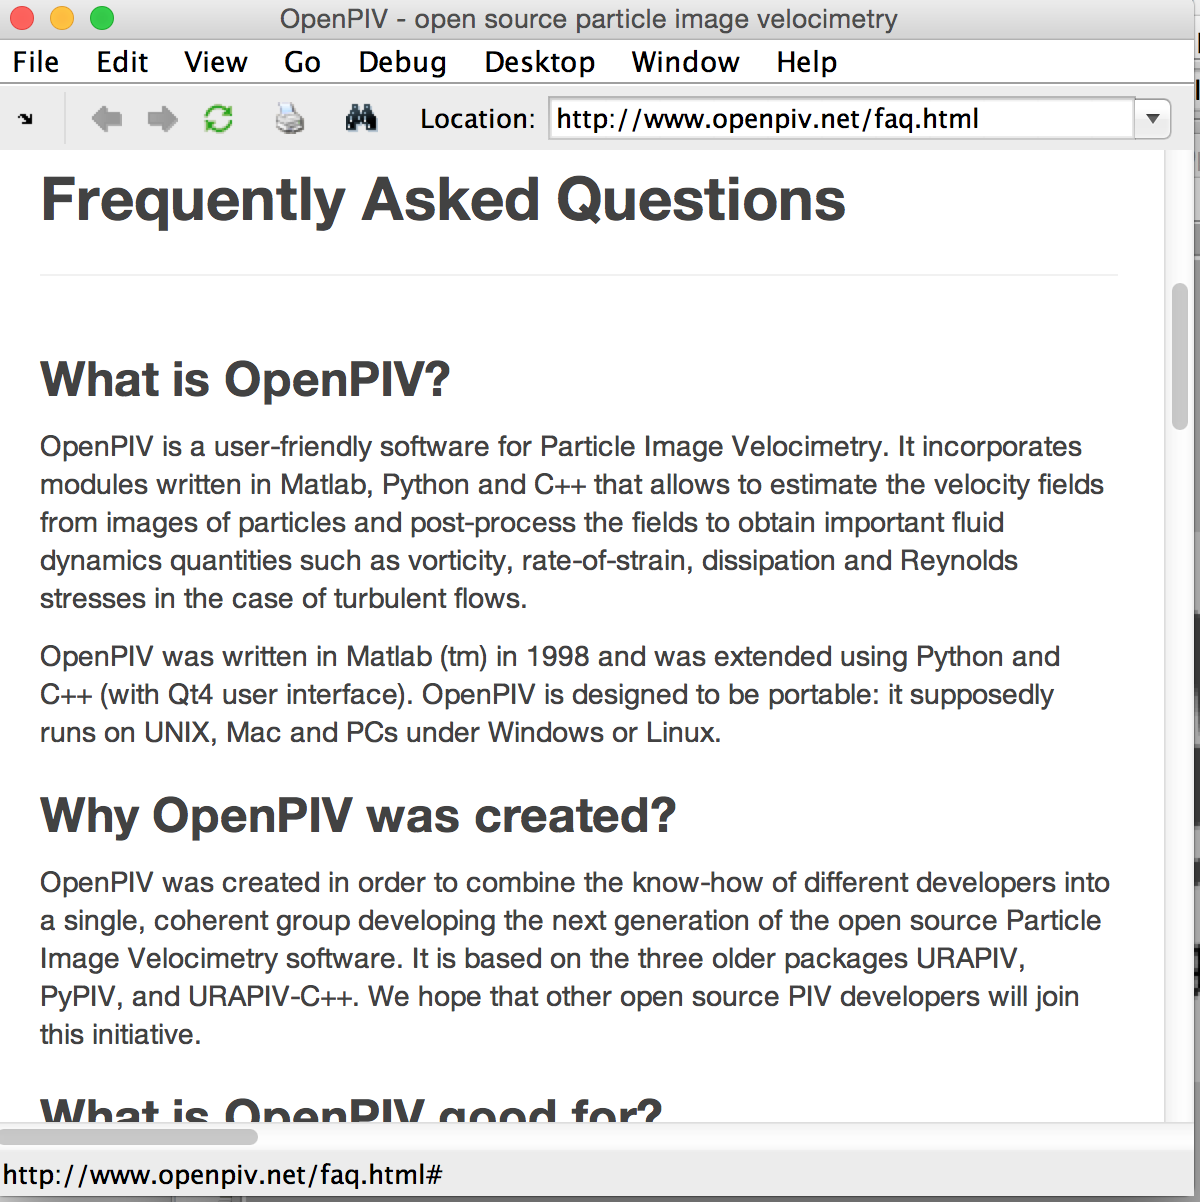 OpenPIV - open source particle image velocimetry
File Edit View Go Debug Desktop Window Help
Location: http://www.openpiv.net/faq.html
Frequently Asked Questions
What is OpenPIV?
OpenPIV is a user-friendly software for Particle Image Velocimetry. It incorporates
modules written in Matlab, Python and C++ that allows to estimate the velocity fields
from images of particles and post-process the fields to obtain important fluid
dynamics quantities such as vorticity, rate-of-strain, dissipation and Reynolds
stresses in the case of turbulent flows.
OpenPIV was written in Matlab (tm) in 1998 and was extended using Python and
C++ (with Qt4 user interface). OpenPIV is designed to be portable: it supposedly
runs on UNIX, Mac and PCs under Windows or Linux.
Why OpenPIV was created?
OpenPIV was created in order to combine the know-how of different developers into
a single, coherent group developing the next generation of the open source Particle
Image Velocimetry software. It is based on the three older packages URAPIV,
PyPIV, and URAPIV-C++. We hope that other open source PIV developers will join
this initiative.
What is OpenPIV good for?
http://www.openpiv.net/faq.html#